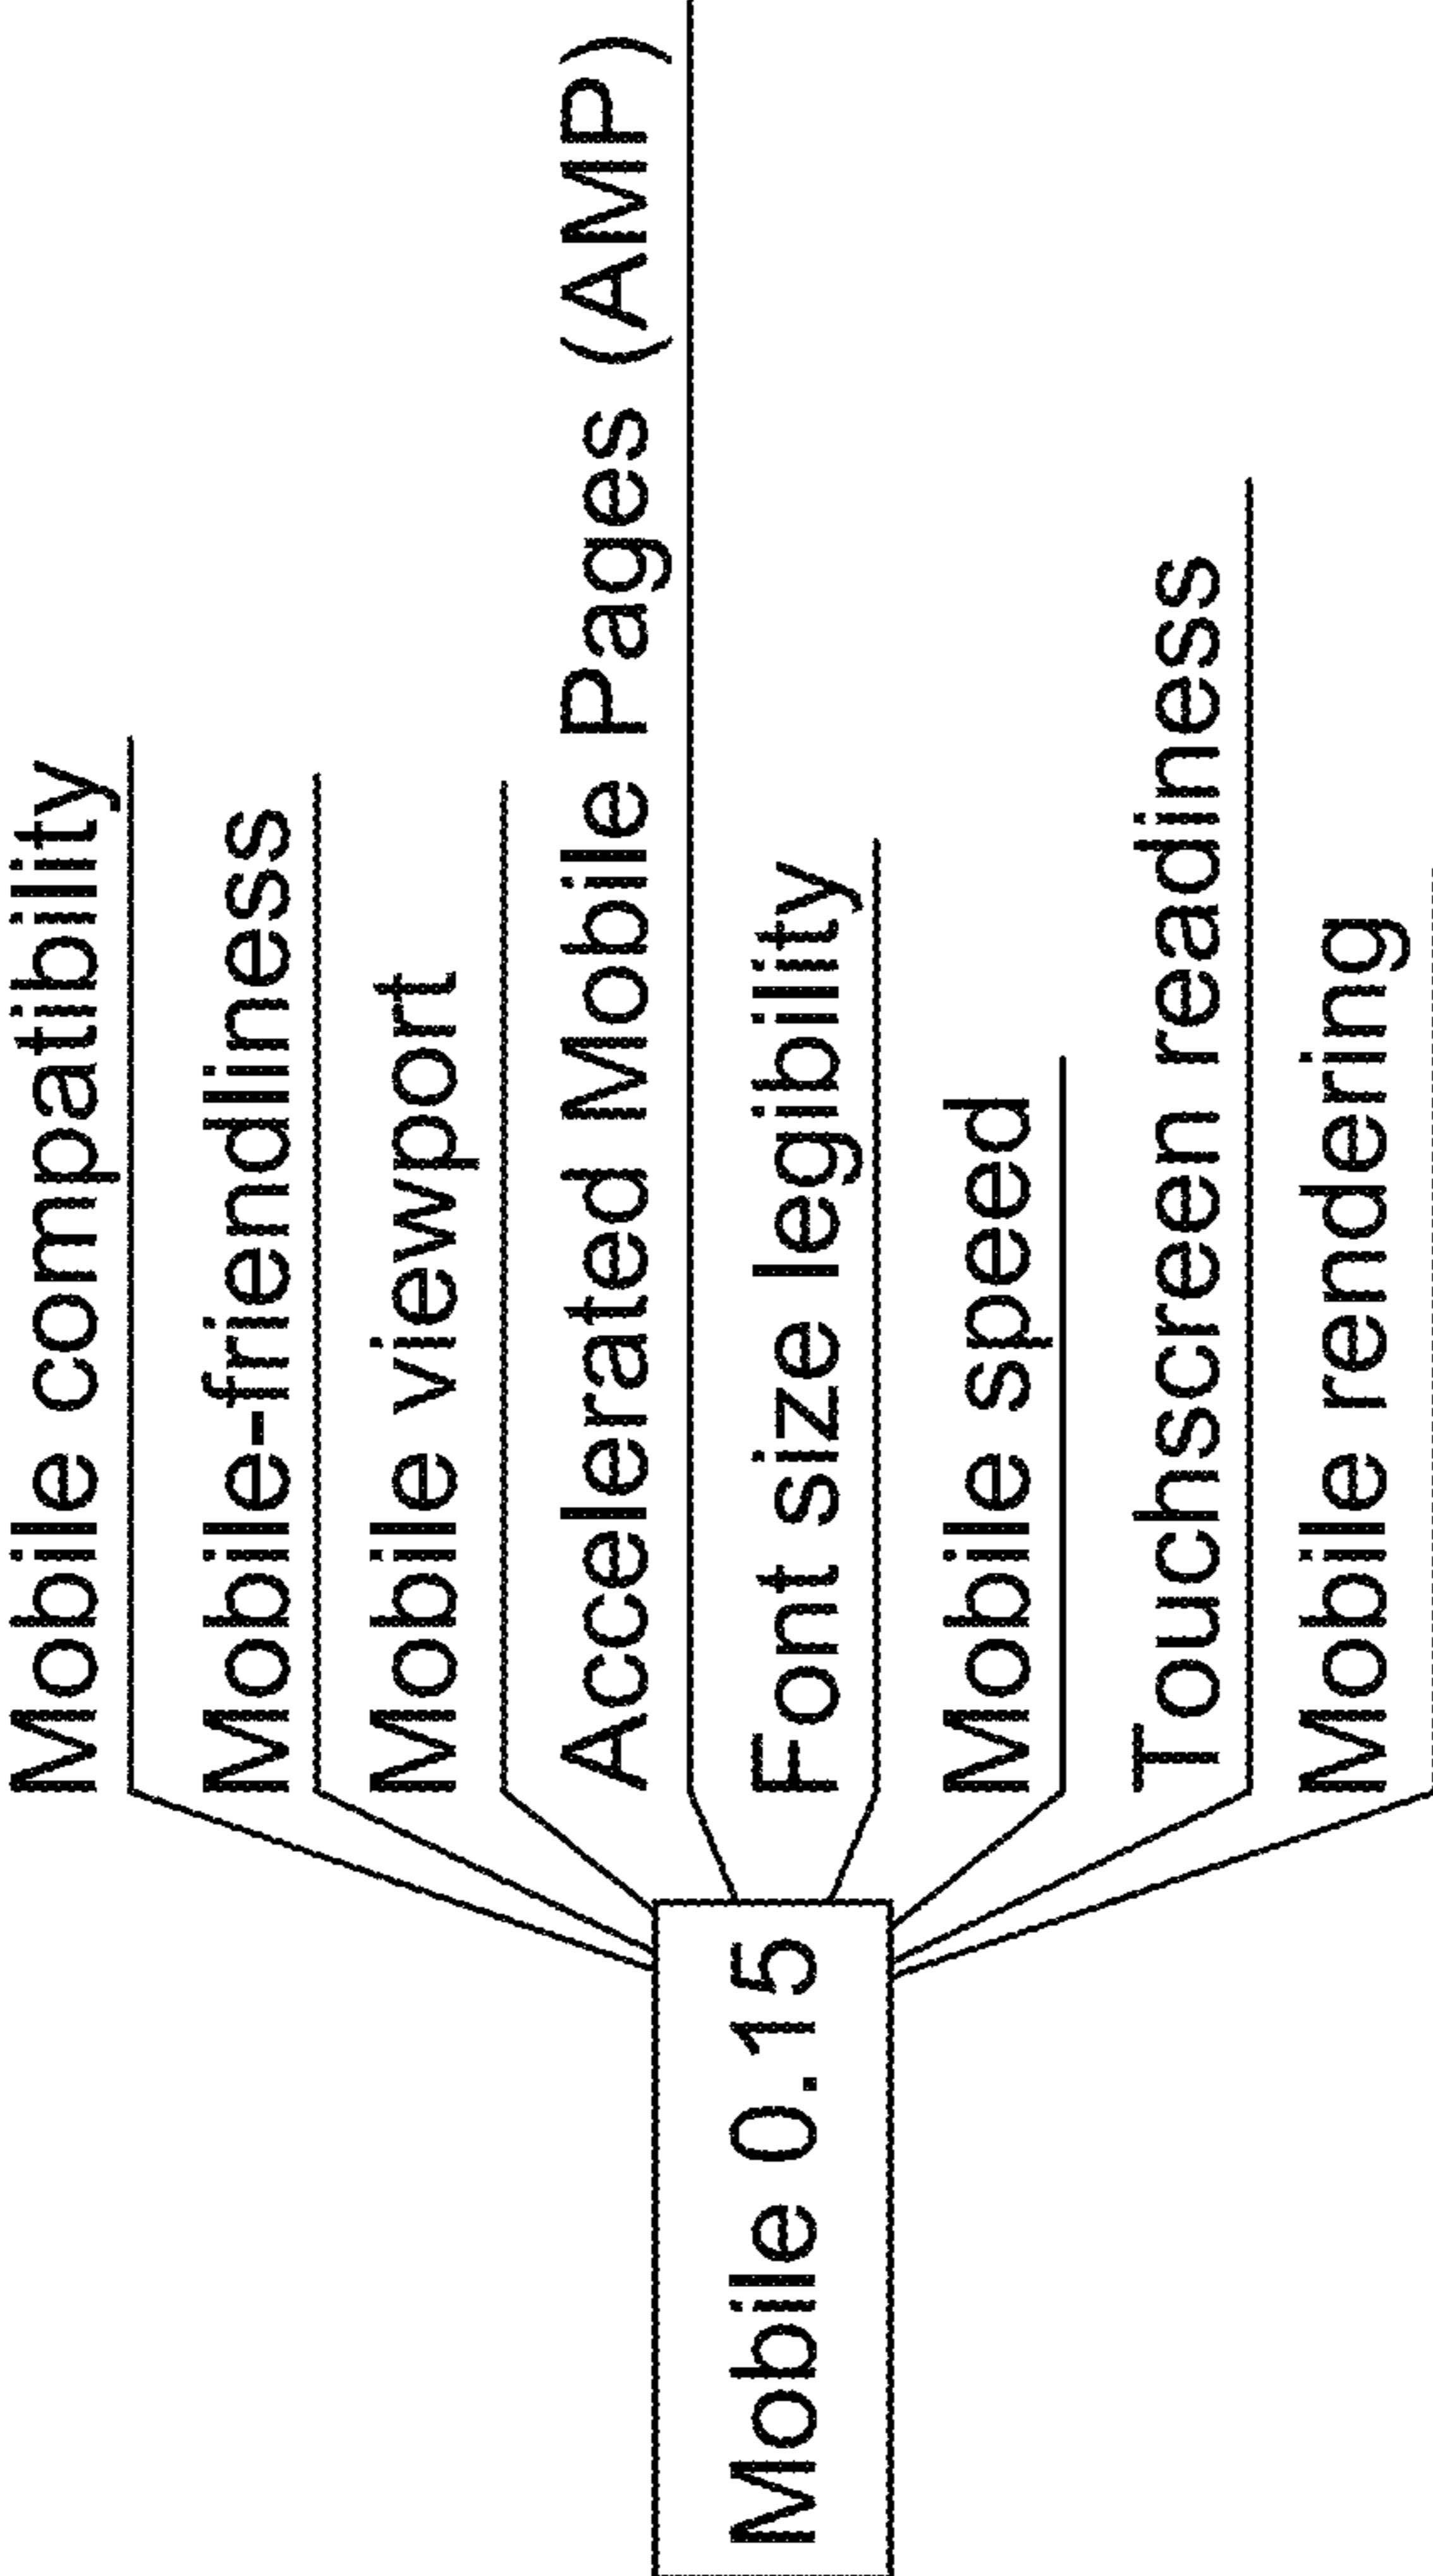 Mobile 0.15
Mobile compatibility
Mobile-friendliness
Mobile viewport
Accelerated Mobile Pages (AMP)
Font size legibility
Mobile speed
Touchscreen readiness
Mobile rendering